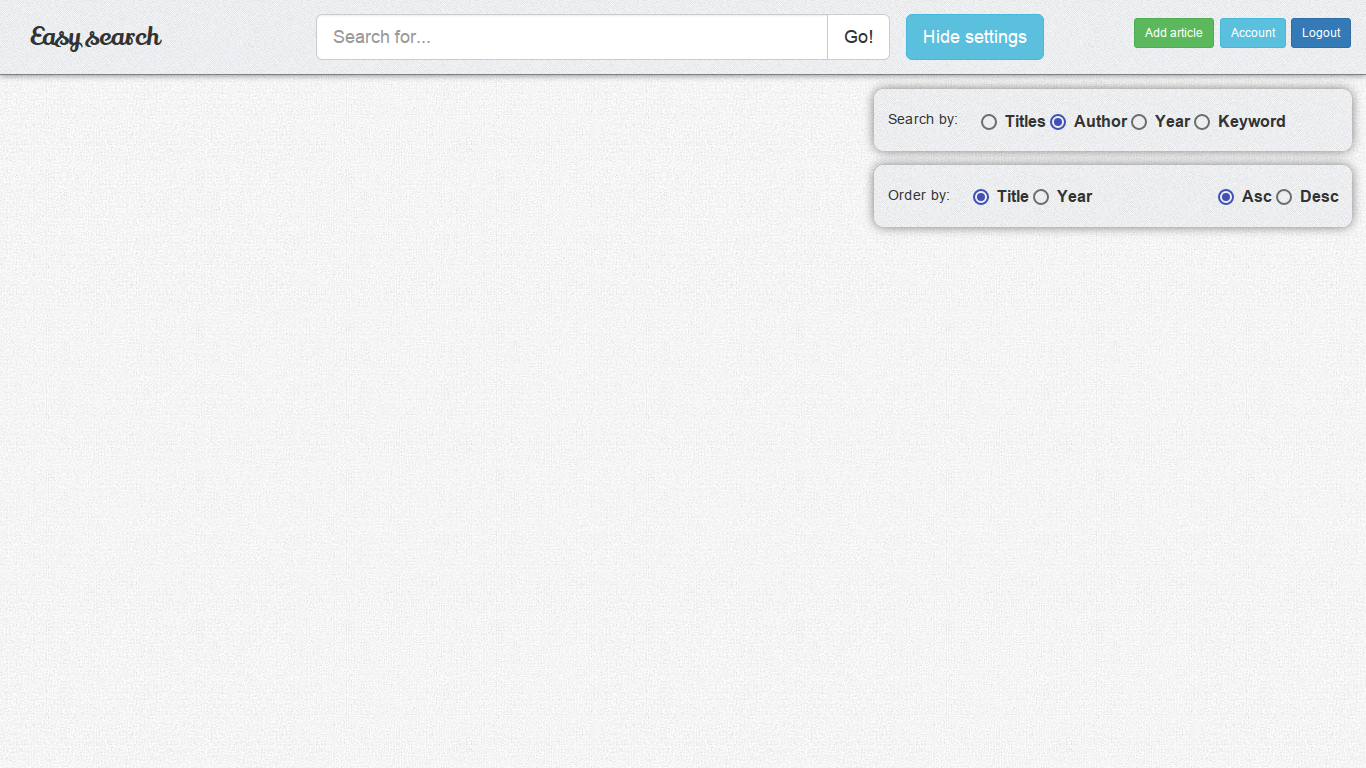 Easy search
Search for... Go! Hide settings Add article Account Logout
Search by: Titles Author Year Keyword
Order by: Title Year Asc Desc